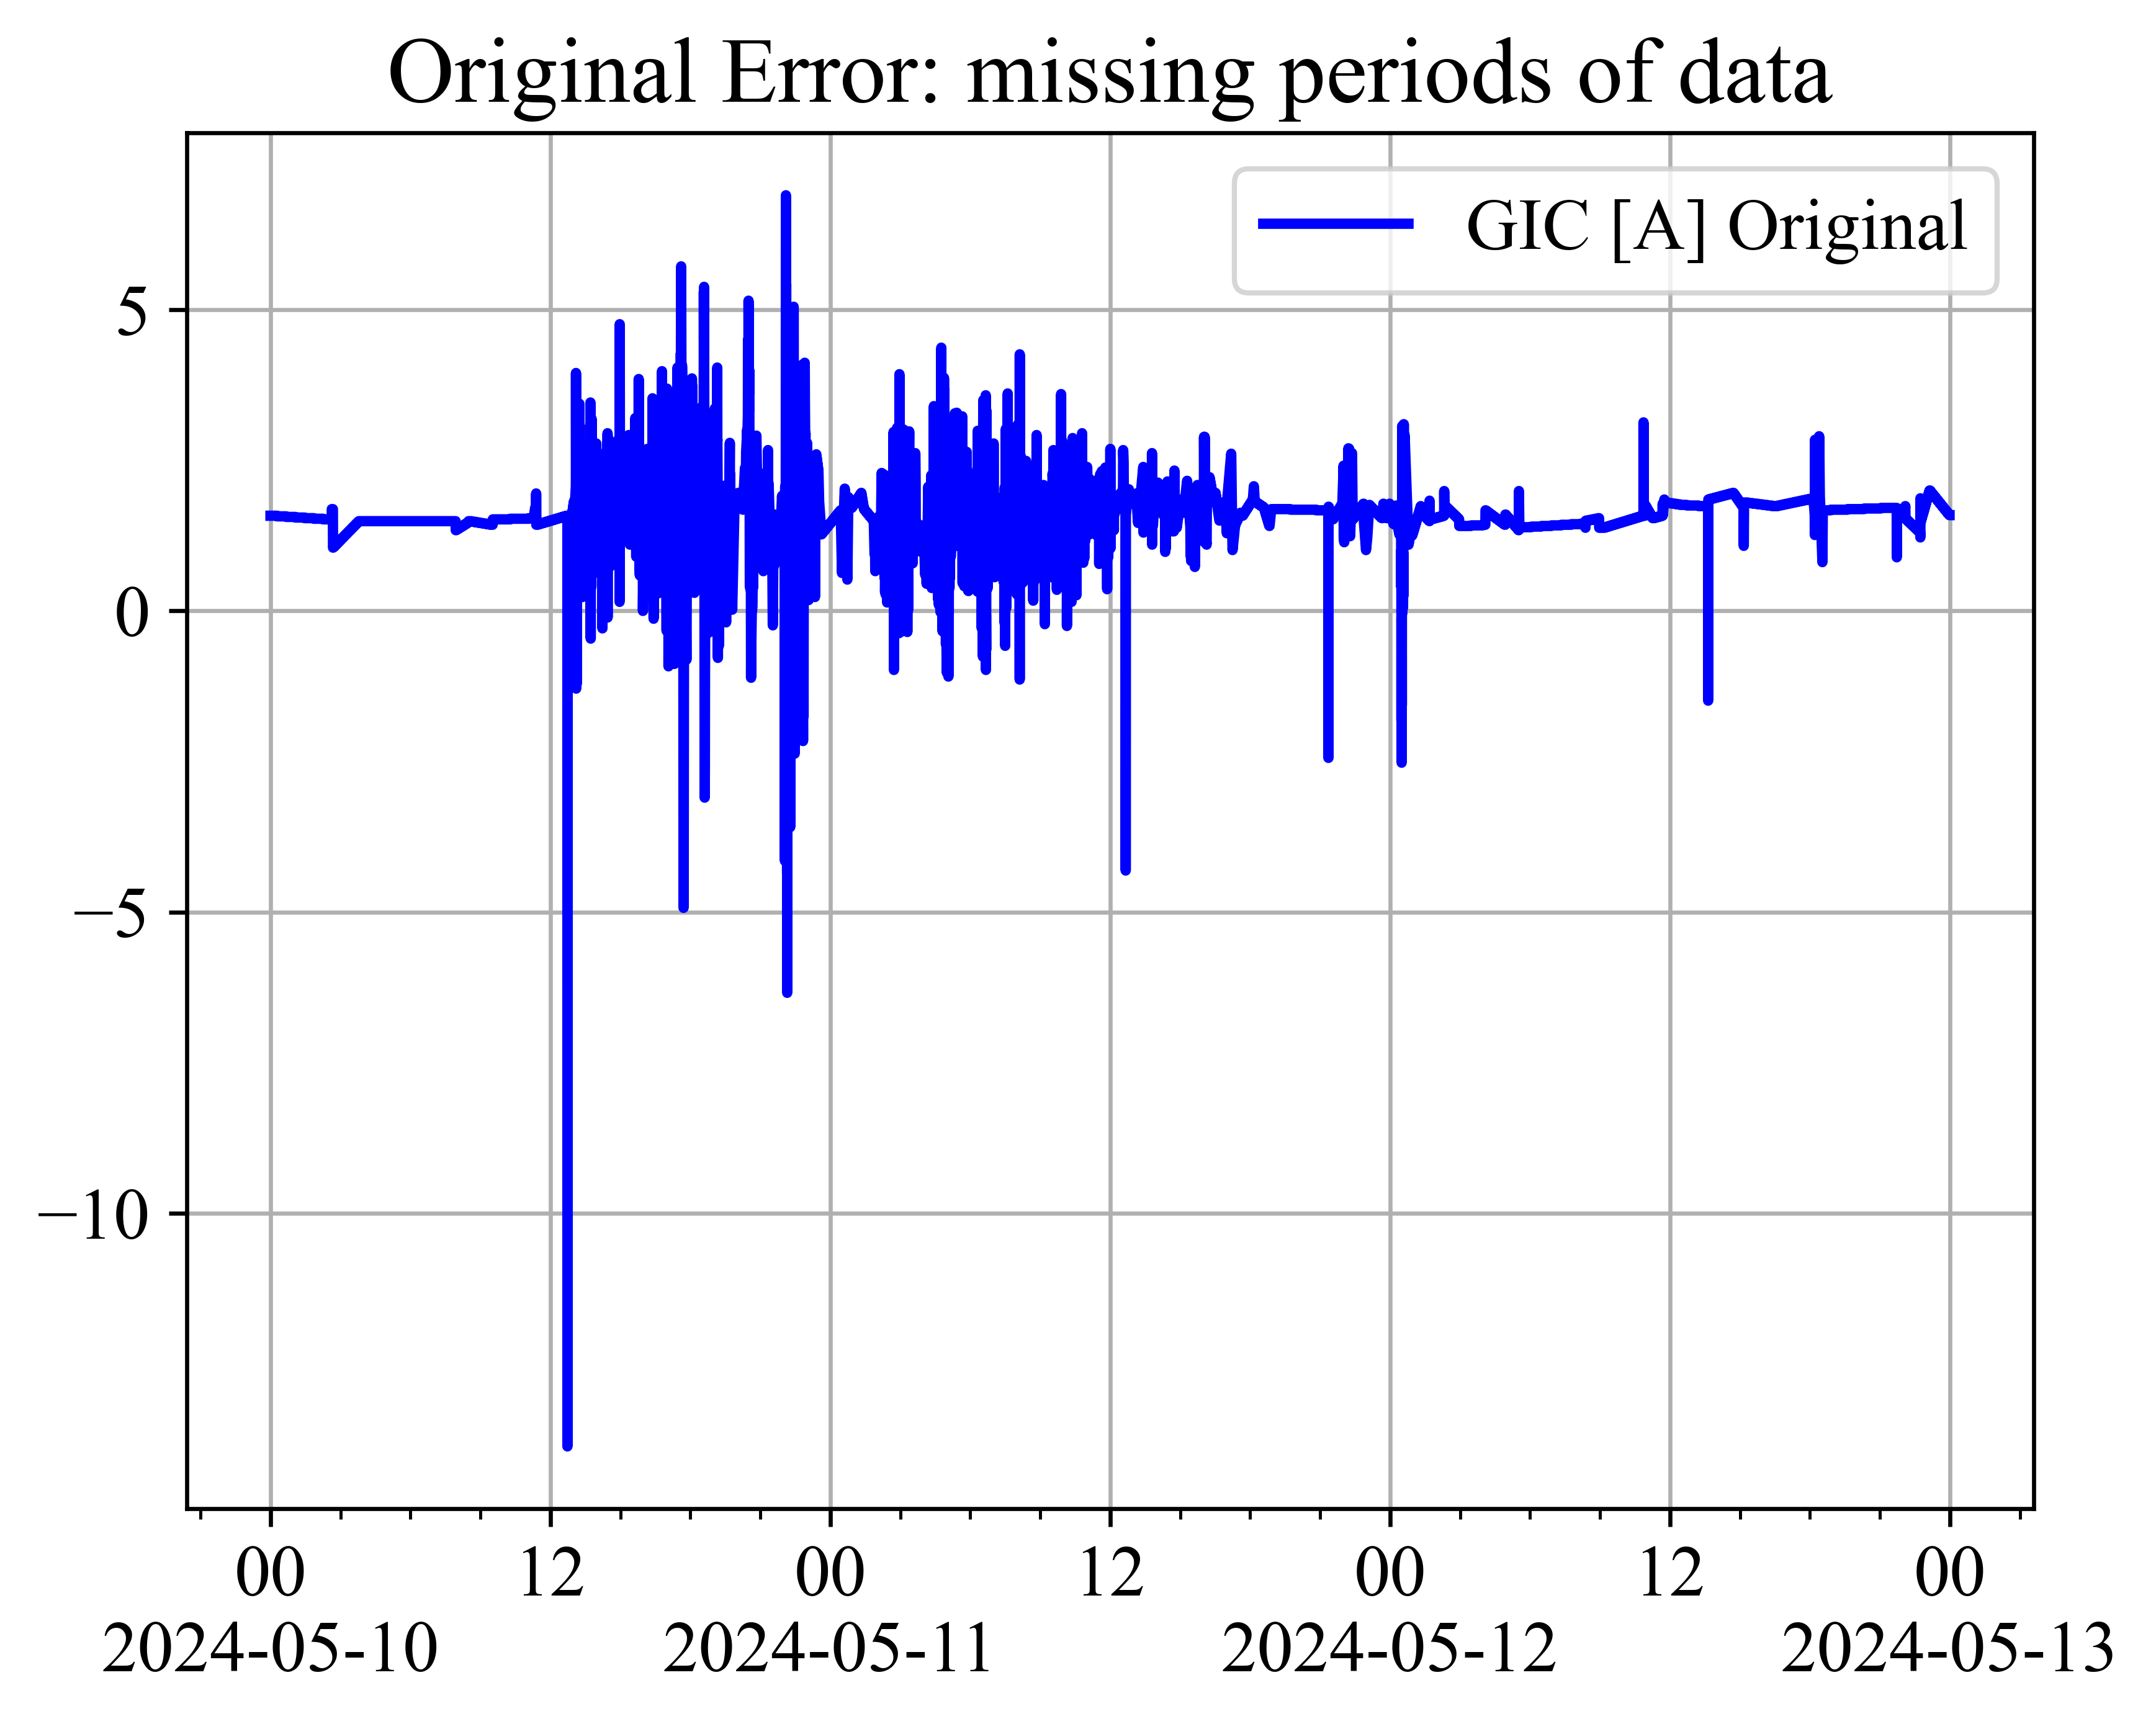 Original Error: missing periods of data
GIC [A] Original
5
0
−5
−10
00 12 00 12 00 12 00
2024-05-10 2024-05-11 2024-05-12 2024-05-13